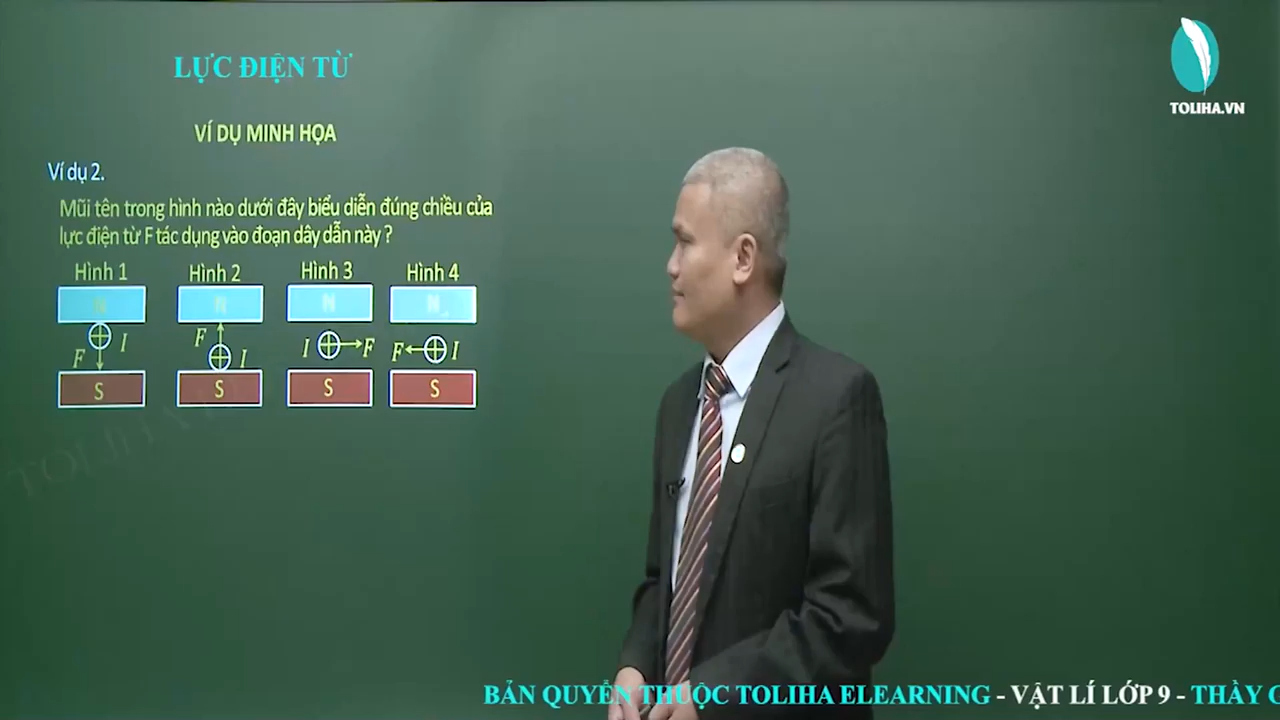 LỰC ĐIỆN TỪ
TOLIHA.VN
VÍ DỤ MINH HỌA
Ví dụ 2.
Mũi tên trong hình nào dưới đây biểu diễn đúng chiều của
lực điện từ F tác dụng vào đoạn dây dẫn này ?
Hình 1 Hình 2 Hình 3 Hình 4
N N N N
F I F I I F F I
S S S S
BẢN QUYỀN THUỘC TOLIHA ELEARNING - VẬT LÍ LỚP 9 - THẦY